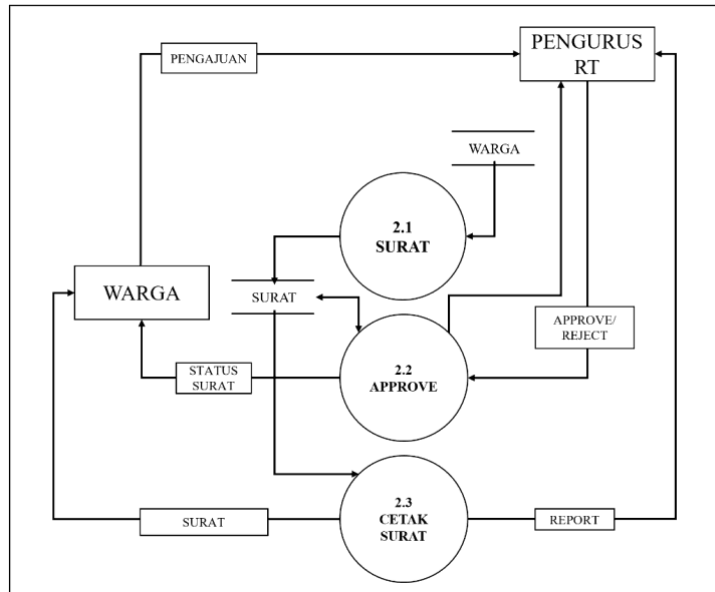 PENGAJUAN
PENGURUS
RT
WARGA
2.1
SURAT
WARGA
SURAT
APPROVE/
REJECT
STATUS
SURAT
2.2
APPROVE
2.3
CETAK
SURAT
SURAT
REPORT